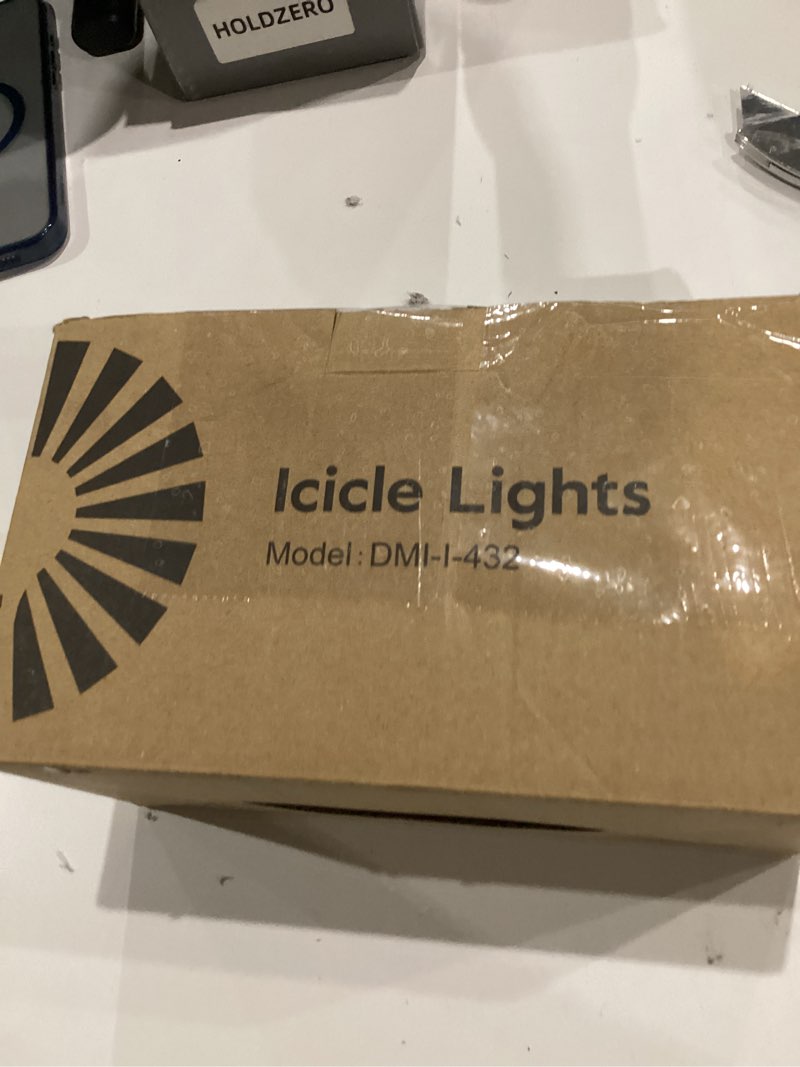 HOLDZERO
Icicle Lights
Model: DMI-I-432